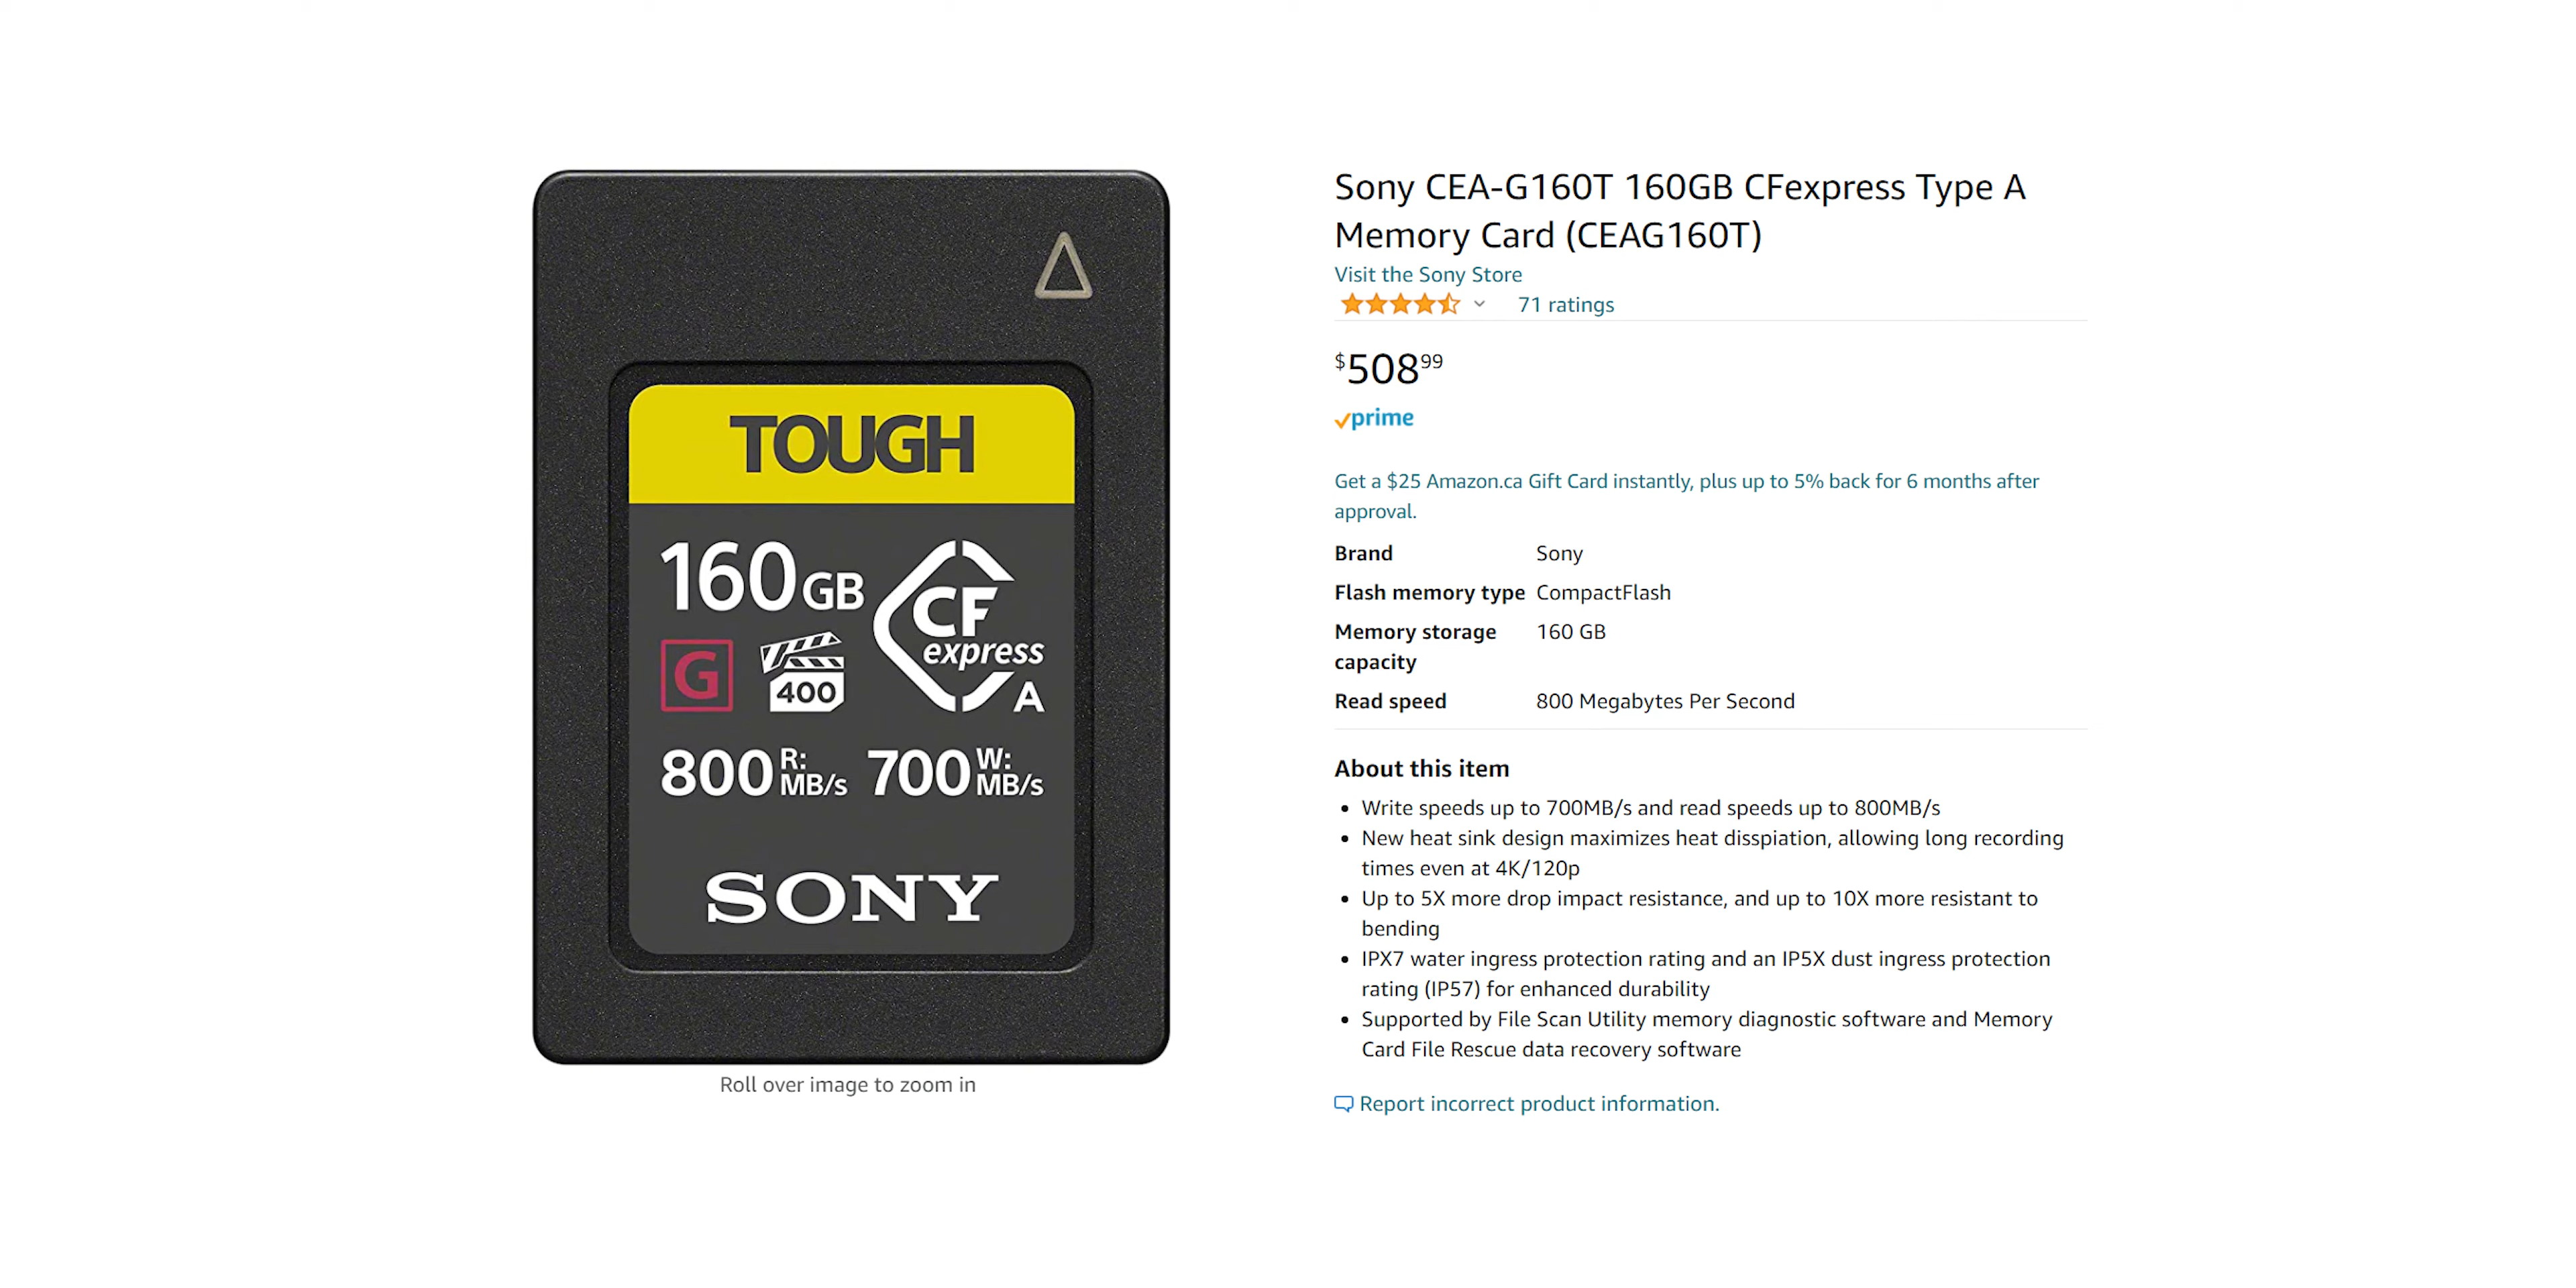 TOUGH
160GB
CF
express
A
G
400
800 R: MB/s 700 W: MB/s
SONY
Roll over image to zoom in
Sony CEA-G160T 160GB CFexpress Type A
Memory Card (CEAG160T)
Visit the Sony Store
71 ratings
$508 99
prime
Get a $25 Amazon.ca Gift Card instantly, plus up to 5% back for 6 months after
approval.
Brand Sony
Flash memory type CompactFlash
Memory storage 160 GB
capacity
Read speed 800 Megabytes Per Second
About this item
• Write speeds up to 700MB/s and read speeds up to 800MB/s
• New heat sink design maximizes heat disspiation, allowing long recording
times even at 4K/120p
• Up to 5X more drop impact resistance, and up to 10X more resistant to
bending
• IPX7 water ingress protection rating and an IP5X dust ingress protection
rating (IP57) for enhanced durability
• Supported by File Scan Utility memory diagnostic software and Memory
Card File Rescue data recovery software
Report incorrect product information.